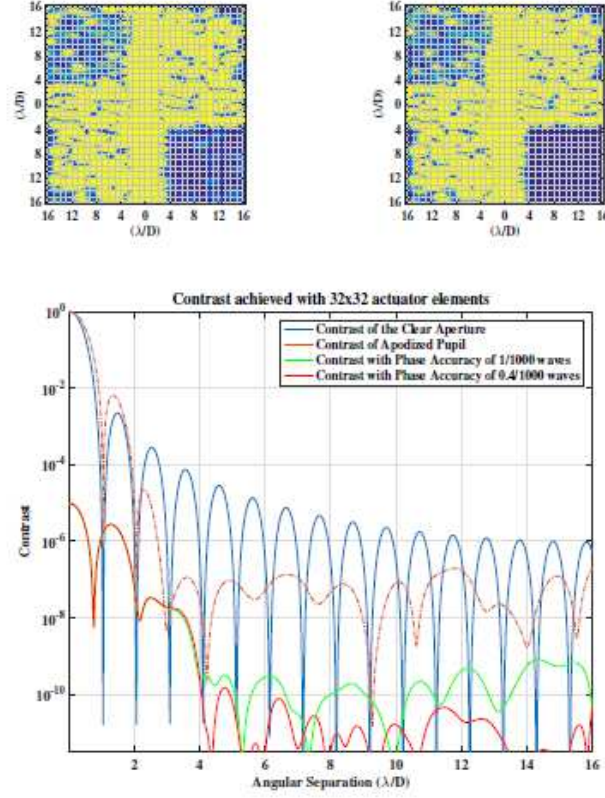 16
12
8
4
0
4
8
12
16
(λ/D)
16 12 8 4 0 4 8 12 16
(λ/D)
16
12
8
4
0
4
8
12
16
(λ/D)
16 12 8 4 0 4 8 12 16
(λ/D)
Contrast achieved with 32x32 actuator elements
Contrast of the Clear Aperture
Contrast of Apodized Pupil
Contrast with Phase Accuracy of 1/1000 waves
Contrast with Phase Accuracy of 0.4/1000 waves
10^0
10^-2
10^-4
10^-6
10^-8
10^-10
Contrast
2 4 6 8 10 12 14 16
Angular Separation (λ/D)